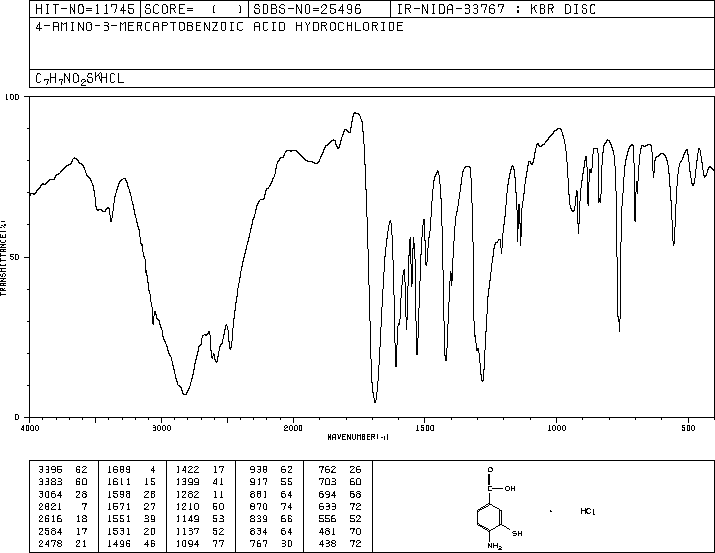 HIT-NO=11745 SCORE= ( ) SDBS-NO=25496 IR-NIDA-33767 : KBR DISC
4-AMINO-3-MERCAPTOBENZOIC ACID HYDROCHLORIDE
100
50
0
TRANSMITTANCE(%)
4000 3000 2000 1500 1000 500
WAVENUMBER(-1)
3395 62 1689 4 1422 17 938 62 762 26
3383 60 1611 15 1399 41 917 55 703 60
3064 28 1598 28 1282 11 881 64 694 68
2821 7 1571 27 1210 50 870 74 633 72
2616 18 1551 39 1149 53 839 66 556 52
2584 17 1531 20 1137 52 834 64 481 70
2478 21 1496 46 1094 77 767 30 438 72
O
C OH
HCl
SH
NH2